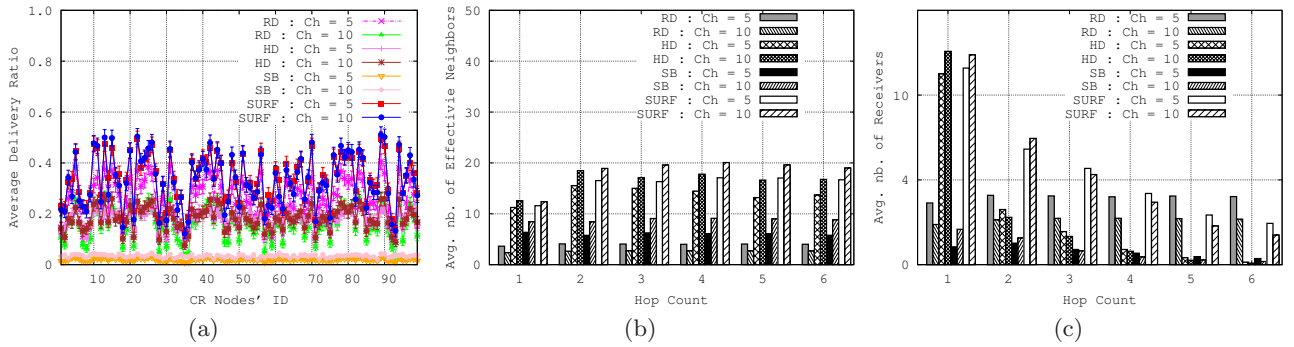 Average Delivery Ratio
1.0
0.8
0.6
0.4
0.2
0
10 20 30 40 50 60 70 80 90
CR Nodes' ID
RD : Ch = 5
RD : Ch = 10
HD : Ch = 5
HD : Ch = 10
SB : Ch = 5
SB : Ch = 10
SURF : Ch = 5
SURF : Ch = 10
(a)
Avg. nb. of Effectivie Neighbors
50
40
30
20
10
0
1 2 3 4 5 6
Hop Count
RD : Ch = 5
RD : Ch = 10
HD : Ch = 5
HD : Ch = 10
SB : Ch = 5
SB : Ch = 10
SURF : Ch = 5
SURF : Ch = 10
(b)
Avg. nb. of Receivers
10
4
0
1 2 3 4 5 6
Hop Count
RD : Ch = 5
RD : Ch = 10
HD : Ch = 5
HD : Ch = 10
SB : Ch = 5
SB : Ch = 10
SURF : Ch = 5
SURF : Ch = 10
(c)